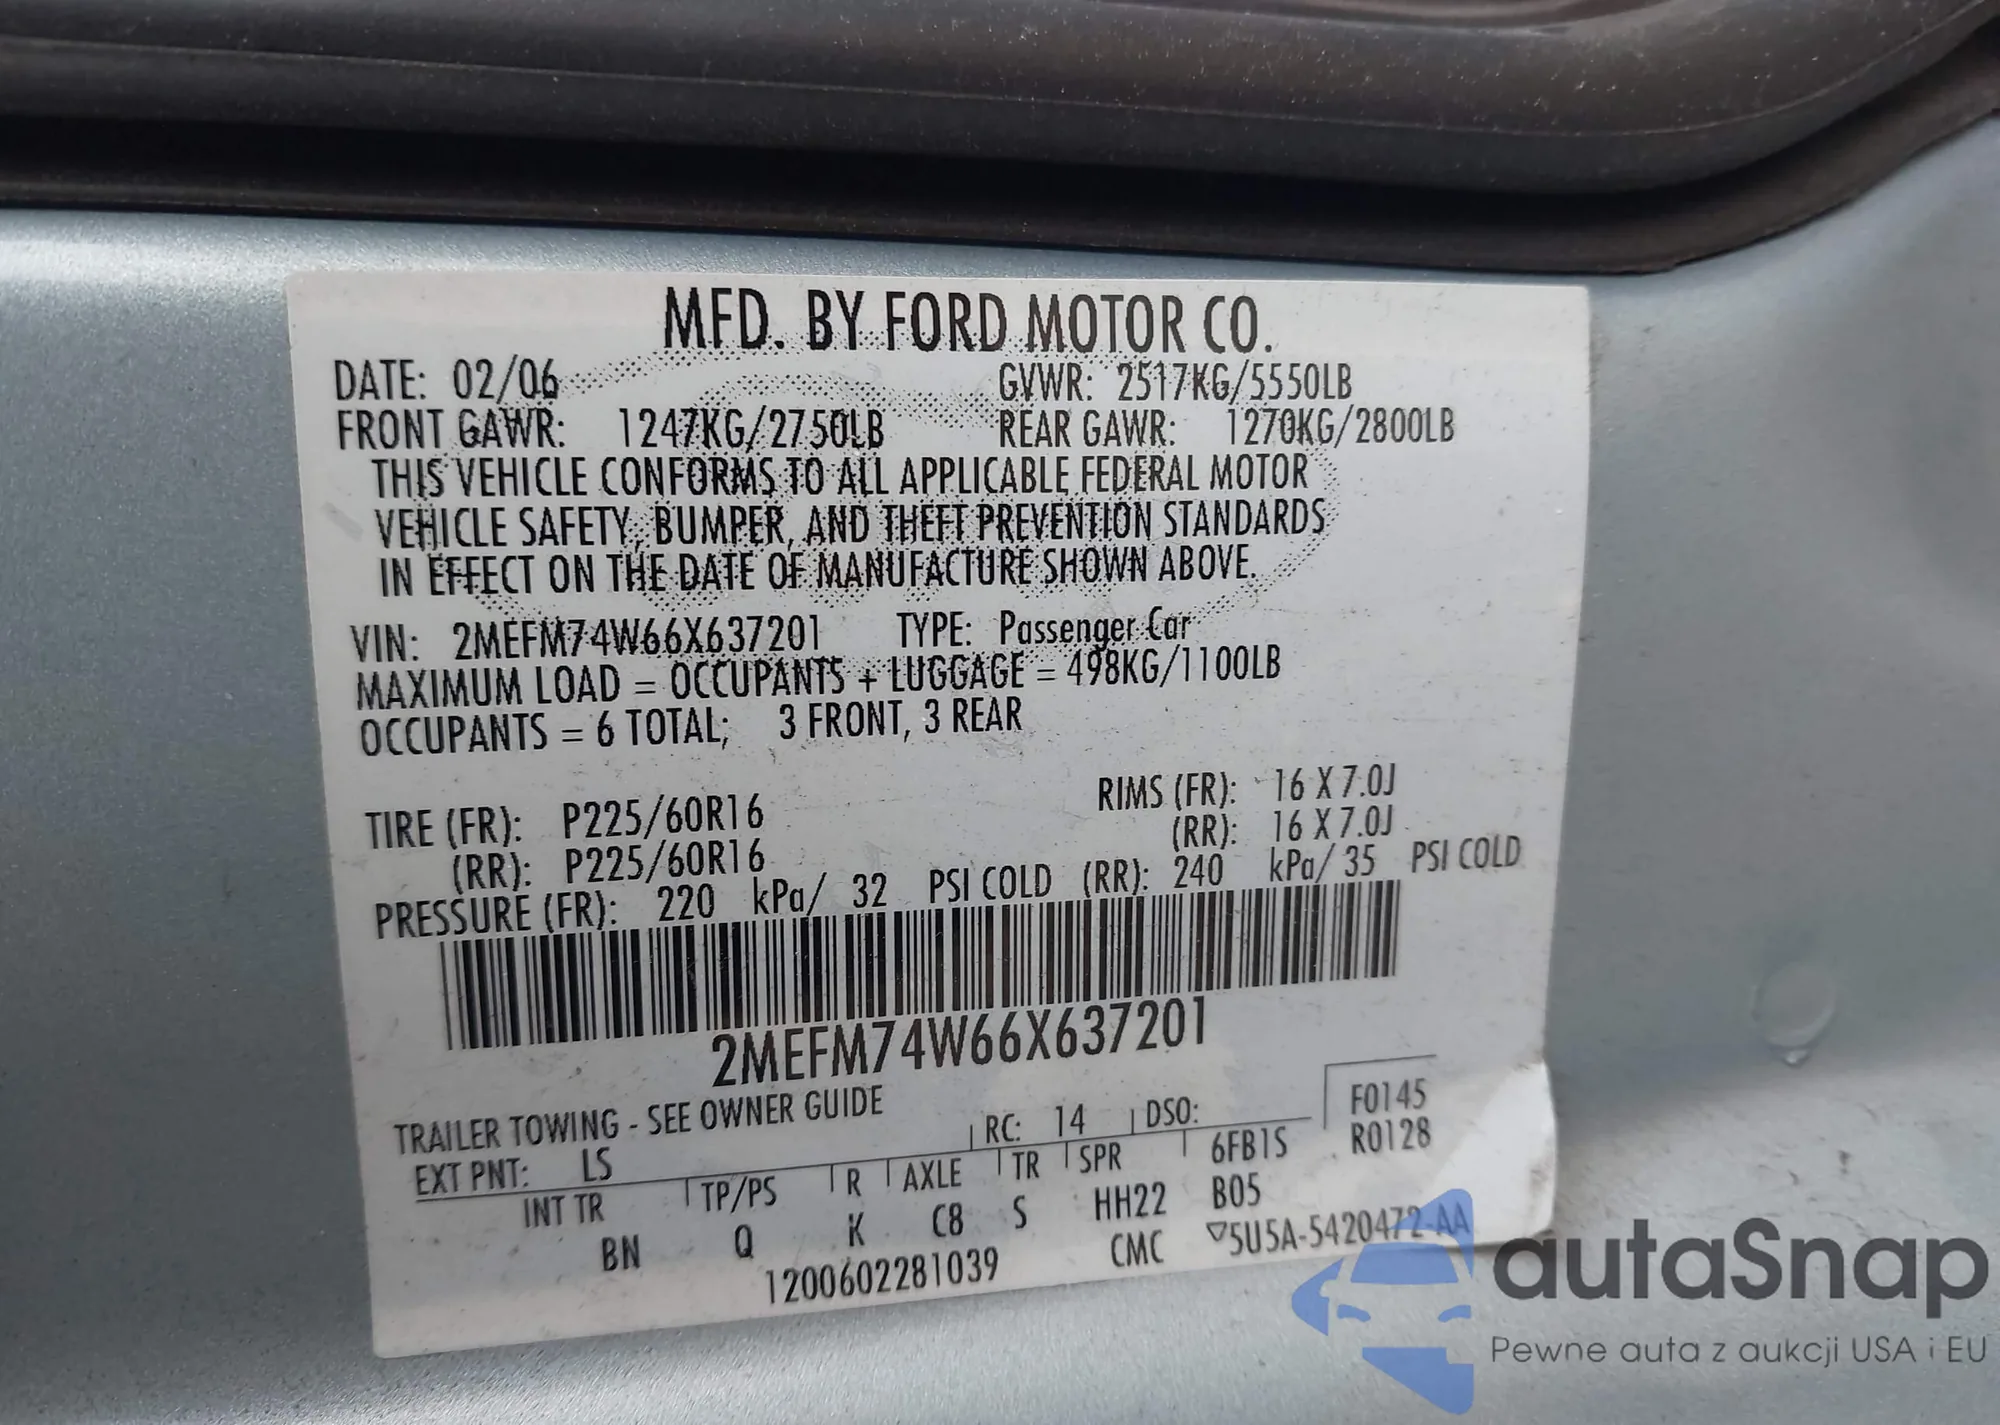 MFD. BY FORD MOTOR CO.
DATE: 02/06 GVWR: 2517KG/5550LB
FRONT GAWR: 1247KG/2750LB REAR GAWR: 1270KG/2800LB
THIS VEHICLE CONFORMS TO ALL APPLICABLE FEDERAL MOTOR
VEHICLE SAFETY, BUMPER, AND THEFT PREVENTION STANDARDS
IN EFFECT ON THE DATE OF MANUFACTURE SHOWN ABOVE.
VIN: 2MEFM74W66X637201 TYPE: Passenger Car
MAXIMUM LOAD = OCCUPANTS + LUGGAGE = 498KG/1100LB
OCCUPANTS = 6 TOTAL; 3 FRONT, 3 REAR
TIRE (FR): P225/60R16 RIMS (FR): 16 X 7.0J
(RR): P225/60R16 (RR): 16 X 7.0J
PRESSURE (FR): 220 kPa/ 32 PSI COLD (RR): 240 kPa/ 35 PSI COLD
2MEFM74W66X637201
TRAILER TOWING - SEE OWNER GUIDE
EXT PNT: LS RC: 14 DSO: F0145
R0128
INT TR TP/PS R AXLE TR SPR 6FB1S
BN Q K C8 S HH22 B05
1200602281039 CMC ▽5U5A-5420472-AA
autaSnap
Pewne auta z aukcji USA i EU